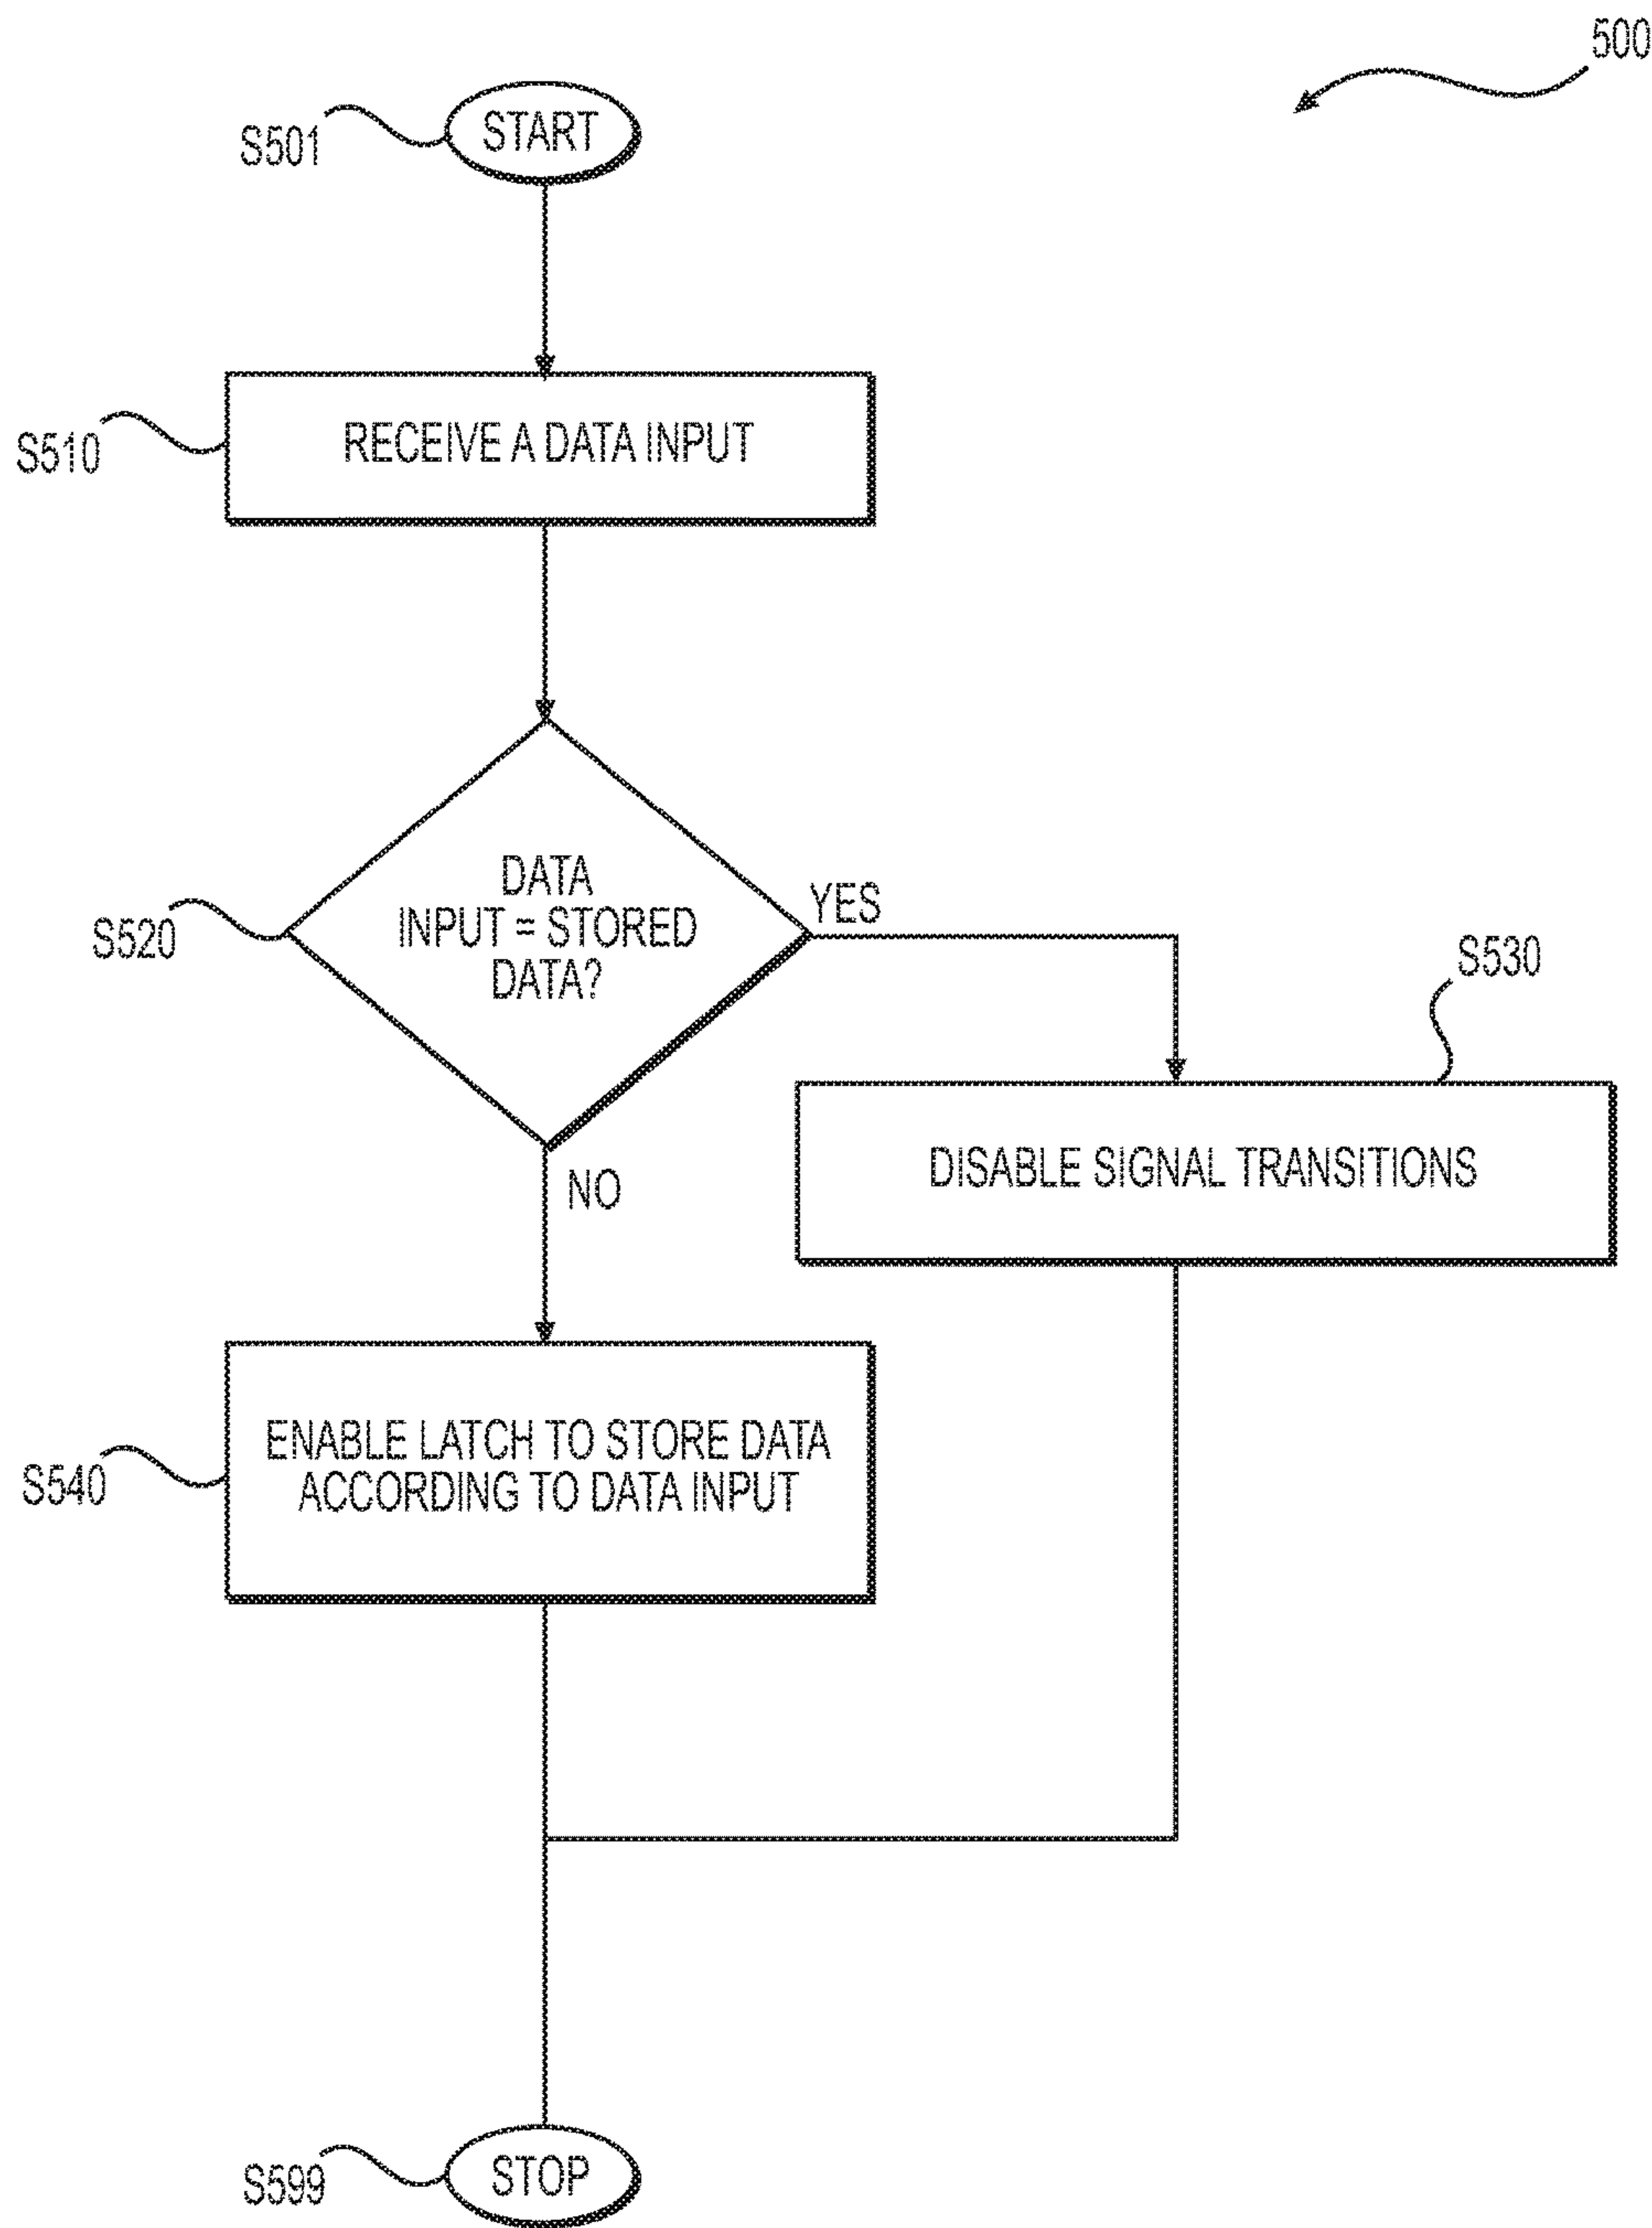 500
S501
START
S510
RECEIVE A DATA INPUT
S520
DATA
INPUT = STORED
DATA?
YES
S530
DISABLE SIGNAL TRANSITIONS
NO
S540
ENABLE LATCH TO STORE DATA
ACCORDING TO DATA INPUT
S599
STOP